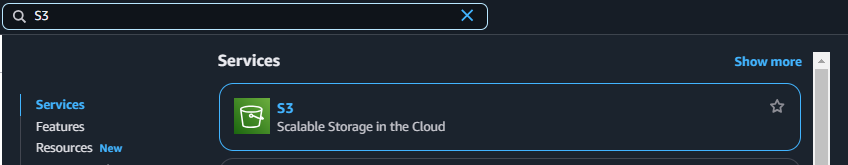 S3
Services
Show more
Services
Features
Resources New
S3
Scalable Storage in the Cloud